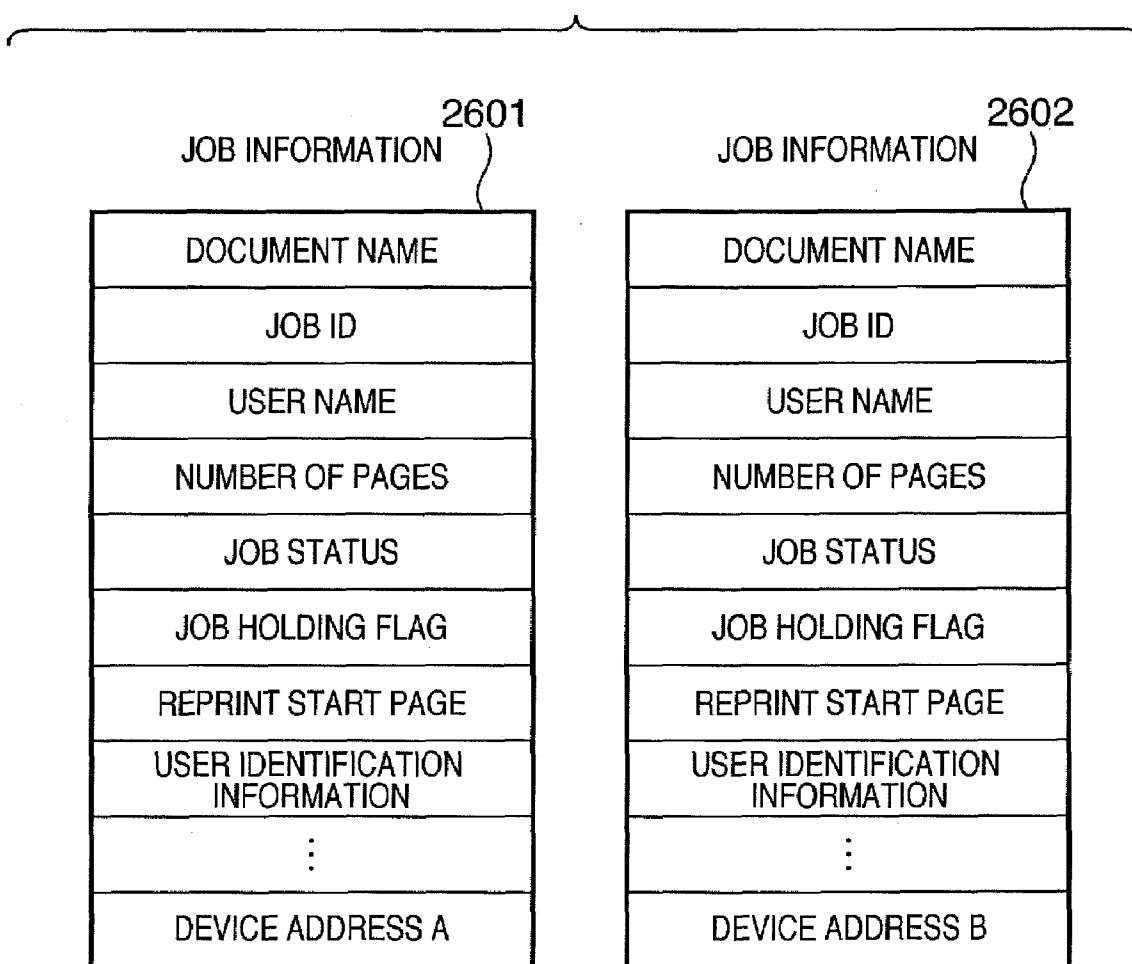 2601
JOB INFORMATION
DOCUMENT NAME
JOB ID
USER NAME
NUMBER OF PAGES
JOB STATUS
JOB HOLDING FLAG
REPRINT START PAGE
USER IDENTIFICATION
INFORMATION
⋮
DEVICE ADDRESS A
2602
JOB INFORMATION
DOCUMENT NAME
JOB ID
USER NAME
NUMBER OF PAGES
JOB STATUS
JOB HOLDING FLAG
REPRINT START PAGE
USER IDENTIFICATION
INFORMATION
⋮
DEVICE ADDRESS B